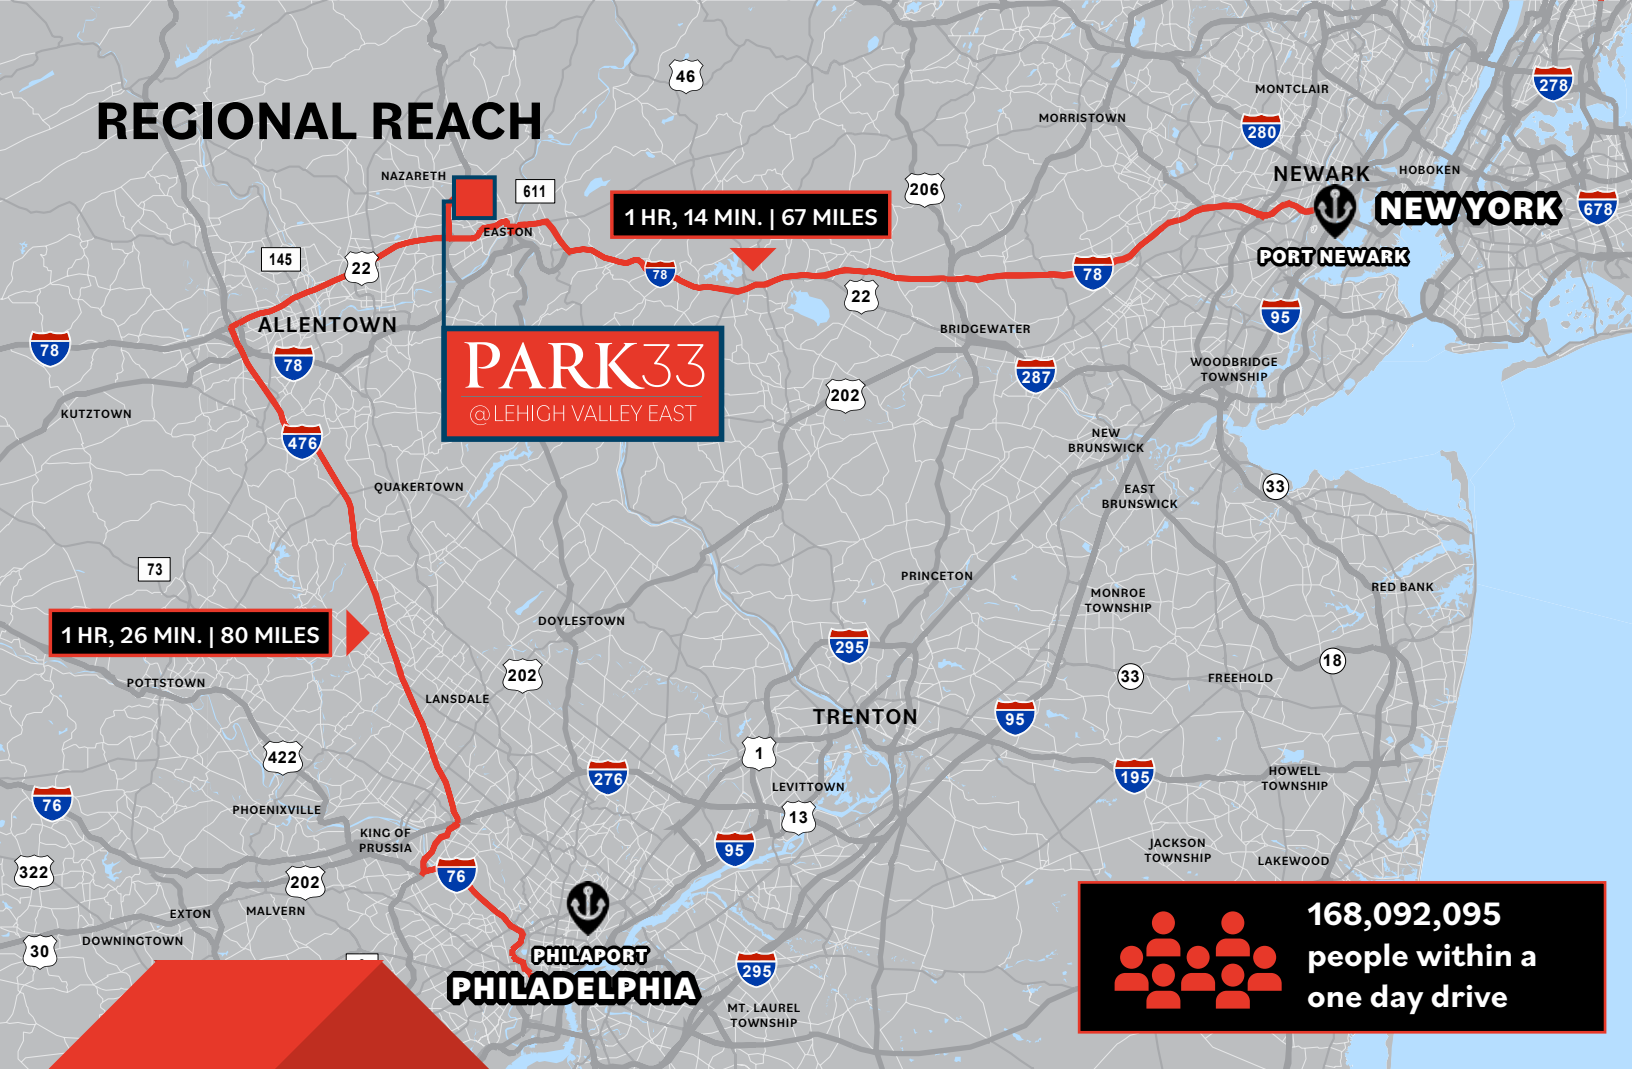 REGIONAL REACH
46
MONTCLAIR
278
MORRISTOWN
280
NAZARETH
611
206
NEWARK
HOBOKEN
NEW YORK
678
1 HR, 14 MIN. | 67 MILES
EASTON
PORT NEWARK
145
22
78
78
22
95
ALLENTOWN
BRIDGEWATER
78
78
PARK33
@ LEHIGH VALLEY EAST
287
WOODBRIDGE
TOWNSHIP
202
KUTZTOWN
476
NEW
BRUNSWICK
QUAKERTOWN
33
EAST
BRUNSWICK
73
PRINCETON
RED BANK
MONROE
TOWNSHIP
DOYLESTOWN
1 HR, 26 MIN. | 80 MILES
295
18
202
33
FREEHOLD
POTTSTOWN
LANSDALE
TRENTON
95
422
1
276
195
HOWELL
TOWNSHIP
LEVITTOWN
76
PHOENIXVILLE
13
KING OF
PRUSSIA
95
JACKSON
TOWNSHIP
LAKEWOOD
322
202
76
EXTON
MALVERN
DOWNINGTOWN
30
PHILAPORT
PHILADELPHIA
295
MT. LAUREL
TOWNSHIP
168,092,095
people within a
one day drive